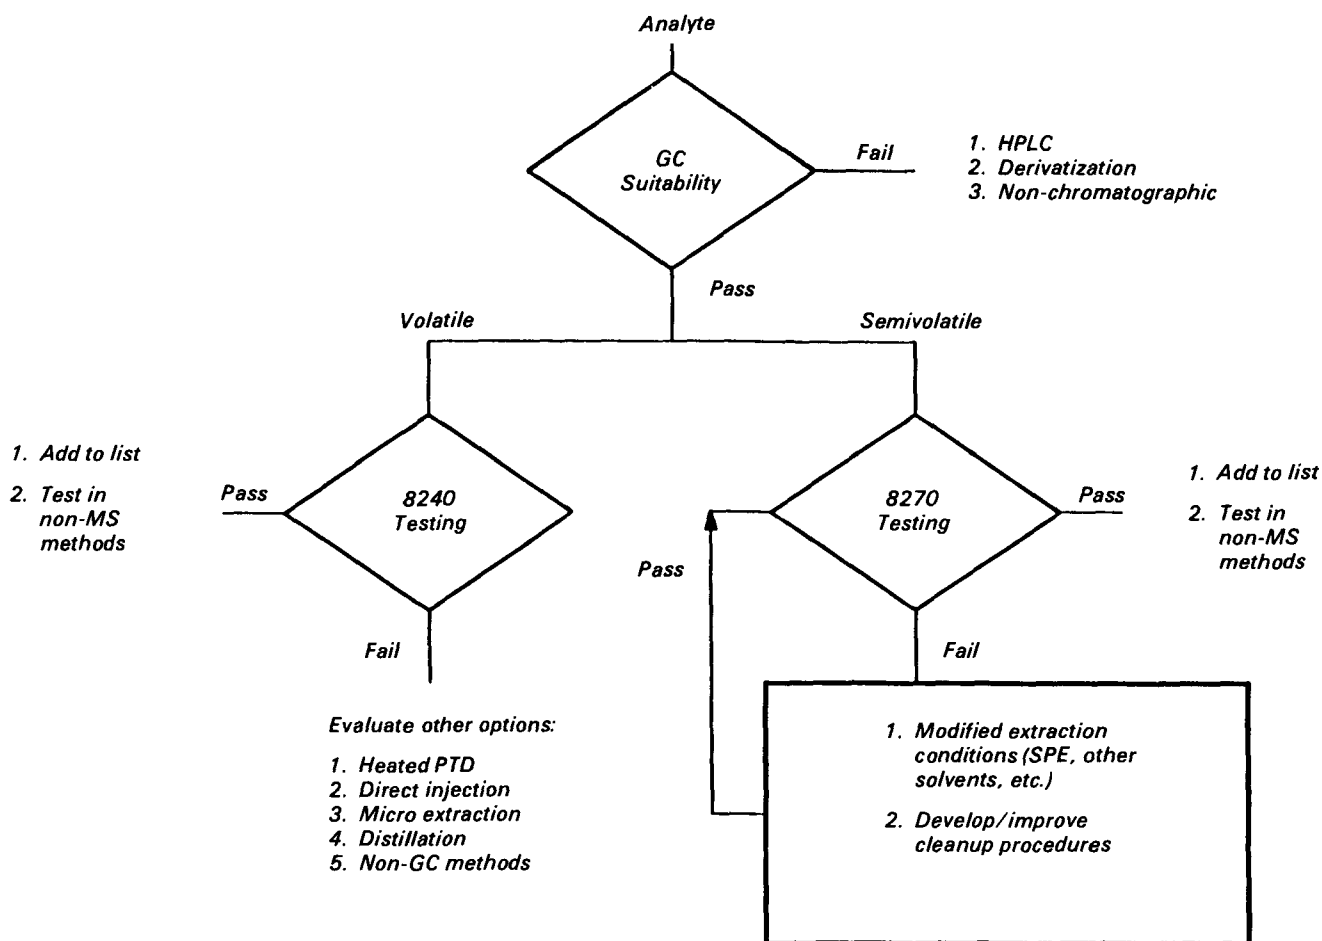 Analyte
GC
Suitability
Fail
1. HPLC
2. Derivatization
3. Non-chromatographic
Pass
Volatile
Semivolatile
1. Add to list
2. Test in
non-MS
methods
Pass
8240
Testing
Fail
Evaluate other options:
1. Heated PTD
2. Direct injection
3. Micro extraction
4. Distillation
5. Non-GC methods
8270
Testing
Pass
1. Add to list
2. Test in
non-MS
methods
Pass
Fail
1. Modified extraction
conditions (SPE, other
solvents, etc.)
2. Develop/improve
cleanup procedures